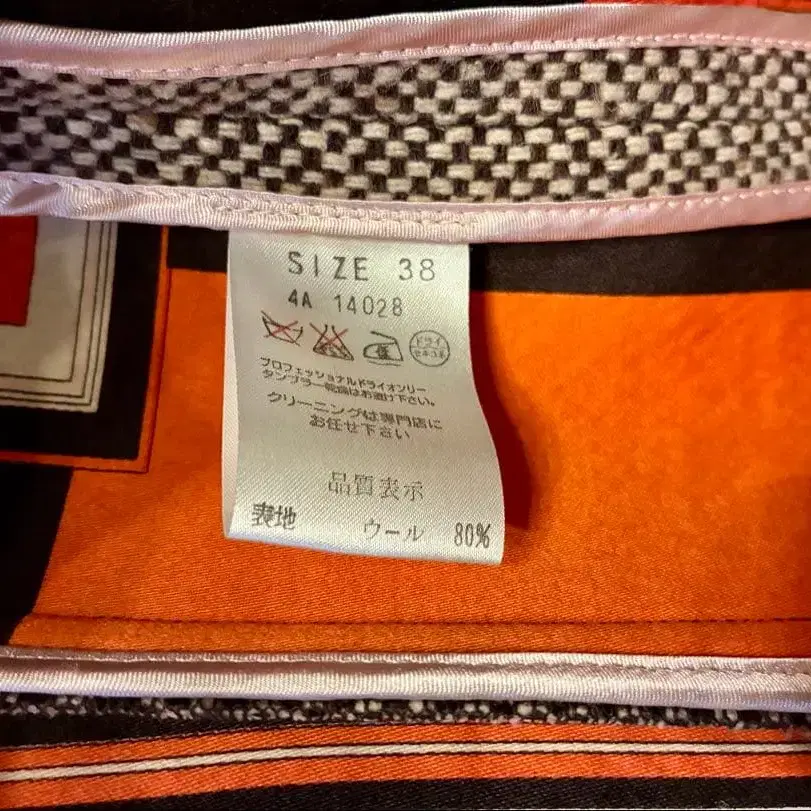 SIZE 38
4A 14028
ドライ
セキユ系
プロフェッショナルドライオンリー
タンブラー乾燥はお避け下さい。
クリーニングは専門店に
お任せ下さい
品質表示
表地 ウール 80%